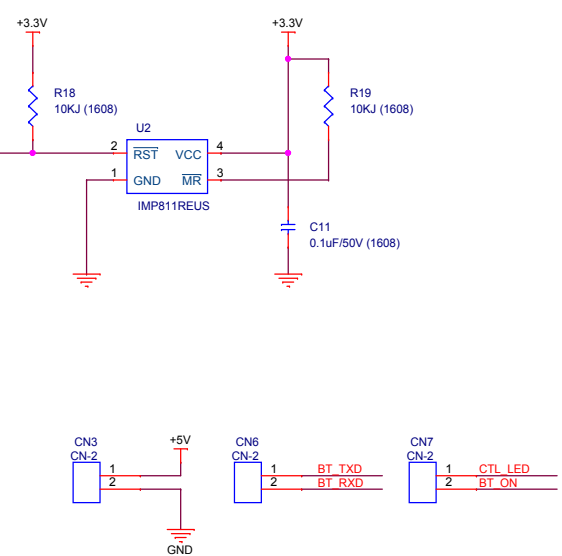 +3.3V
+3.3V
R18
10KJ (1608)
R19
10KJ (1608)
U2
2 RST VCC 4
1 GND MR 3
IMP811REUS
C11
0.1uF/50V (1608)
CN3
CN-2
+5V
1
2
GND
CN6
CN-2
1 BT_TXD
2 BT_RXD
CN7
CN-2
1 CTL_LED
2 BT_ON